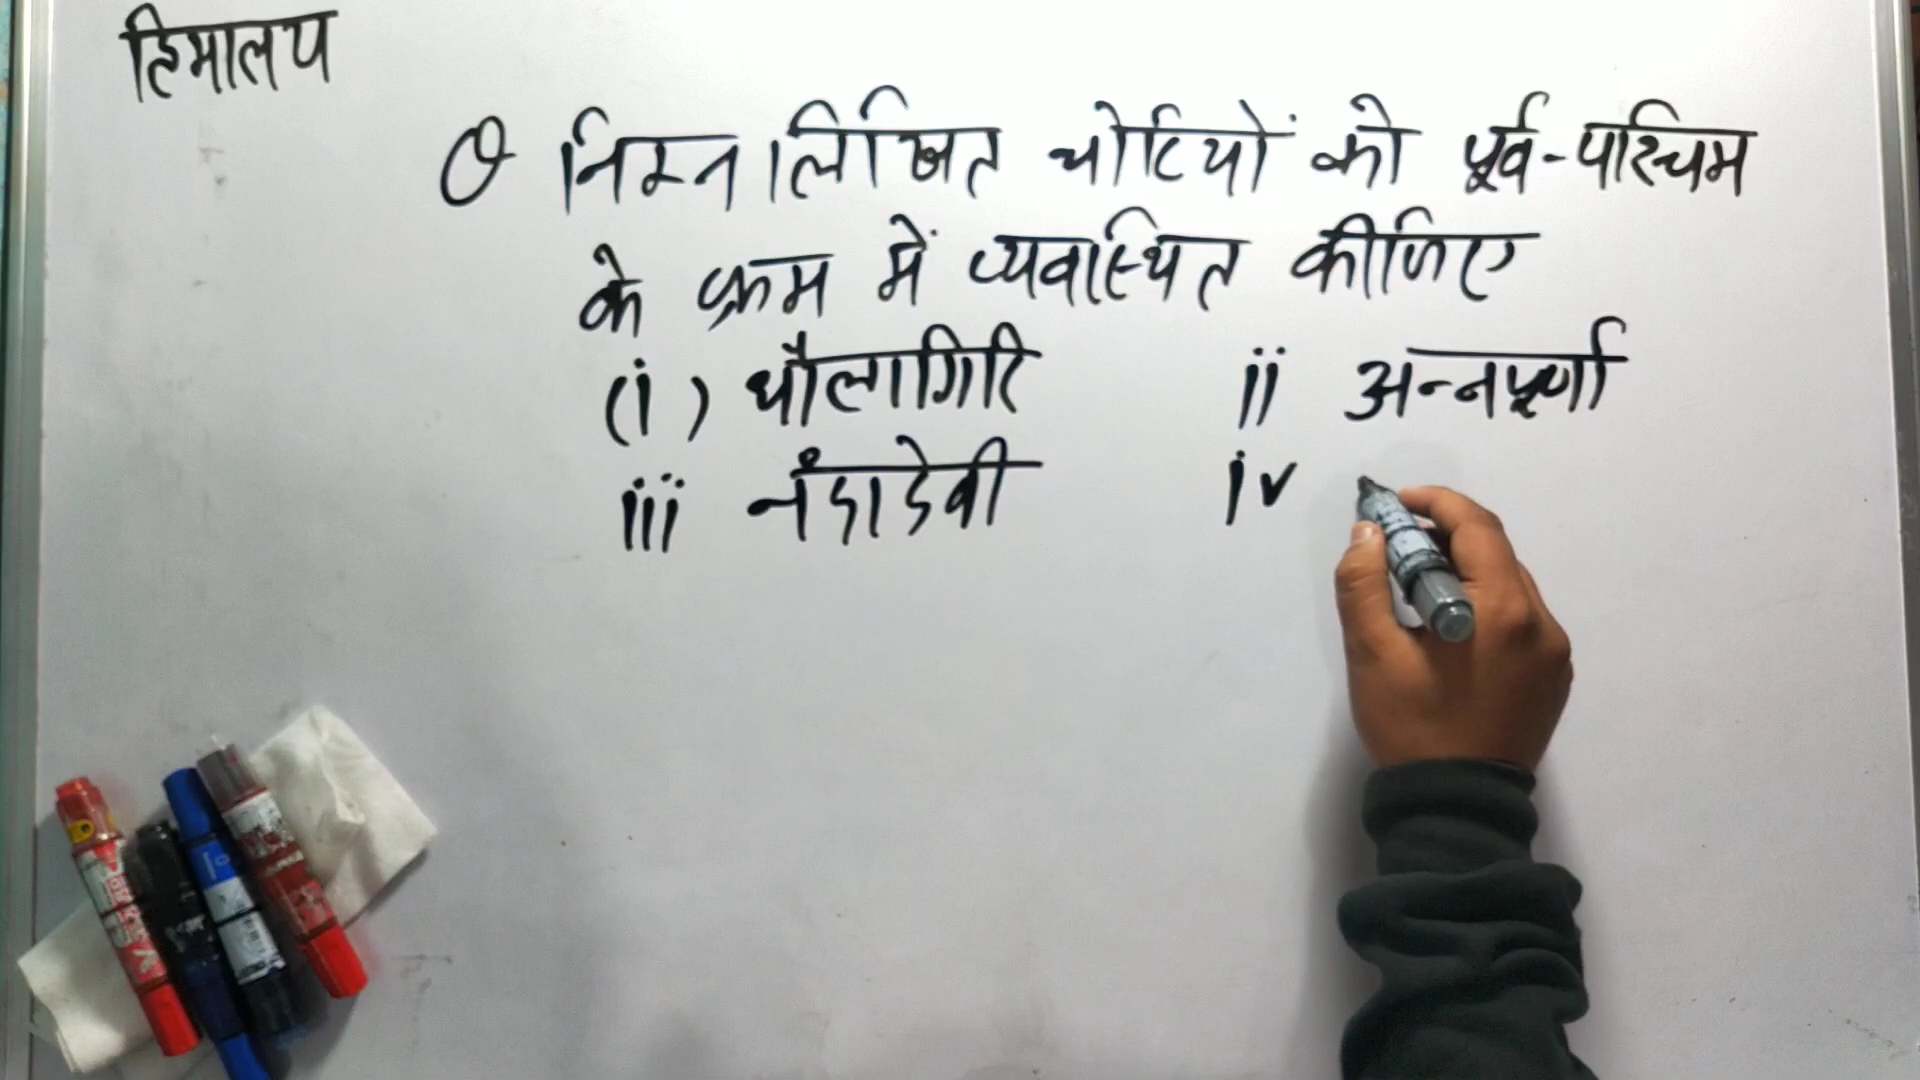 हिमालय
Q निम्नलिखित चोटियों को पूर्व-पश्चिम
के क्रम में व्यवस्थित कीजिए
(i) धौलागिरि ii अन्नपूर्णा
iii नंदादेवी iv